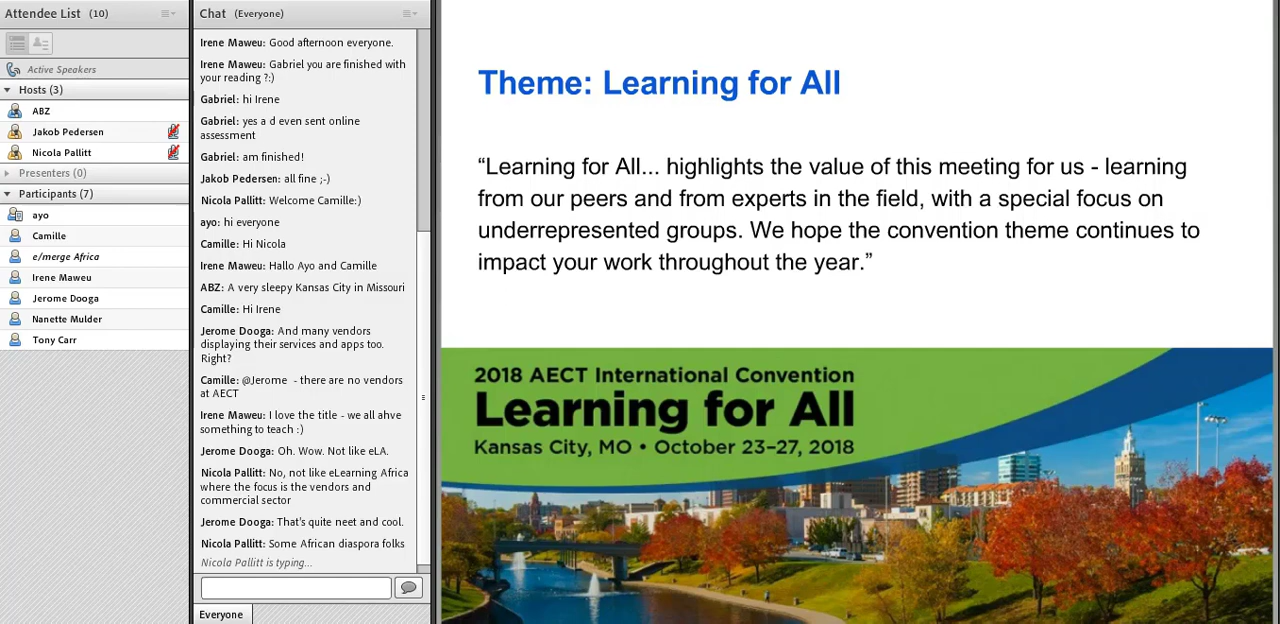 Attendee List (10)
Active Speakers
Hosts (3)
ABZ
Jakob Pedersen
Nicola Pallitt
Presenters (0)
Participants (7)
ayo
Camille
e/merge Africa
Irene Maweu
Jerome Dooga
Nanette Mulder
Tony Carr
Chat (Everyone)
Irene Maweu: Good afternoon everyone.
Irene Maweu: Gabriel you are finished with
your reading ?:)
Gabriel: hi Irene
Gabriel: yes a d even sent online
assessment
Gabriel: am finished!
Jakob Pedersen: all fine ;-)
Nicola Pallitt: Welcome Camille:)
ayo: hi everyone
Camille: Hi Nicola
Irene Maweu: Hallo Ayo and Camille
ABZ: A very sleepy Kansas City in Missouri
Camille: Hi Irene
Jerome Dooga: And many vendors
displaying their services and apps too.
Right?
Camille: @Jerome - there are no vendors
at AECT
Irene Maweu: I love the title - we all ahve
something to teach :)
Jerome Dooga: Oh. Wow. Not like eLA.
Nicola Pallitt: No, not like eLearning Africa
where the focus is the vendors and
commercial sector
Jerome Dooga: That's quite neet and cool.
Nicola Pallitt: Some African diaspora folks
Nicola Pallitt is typing...
Everyone
Theme: Learning for All
“Learning for All... highlights the value of this meeting for us - learning
from our peers and from experts in the field, with a special focus on
underrepresented groups. We hope the convention theme continues to
impact your work throughout the year.”
2018 AECT International Convention
Learning for All
Kansas City, MO • October 23–27, 2018